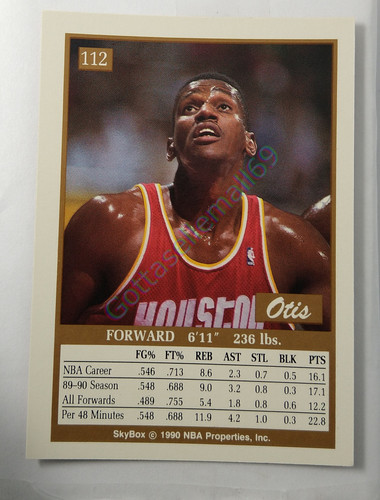 112
Gottasellemall69
HOUSTON
Otis
FORWARD 6'11" 236 lbs.
FG% FT% REB AST STL BLK PTS
NBA Career .546 .713 8.6 2.3 0.7 0.5 16.1
89-90 Season .548 .688 9.0 3.2 0.8 0.3 17.1
All Forwards .489 .755 5.4 1.8 0.8 0.6 12.2
Per 48 Minutes .548 .688 11.9 4.2 1.0 0.3 22.8
SkyBox © 1990 NBA Properties, Inc.